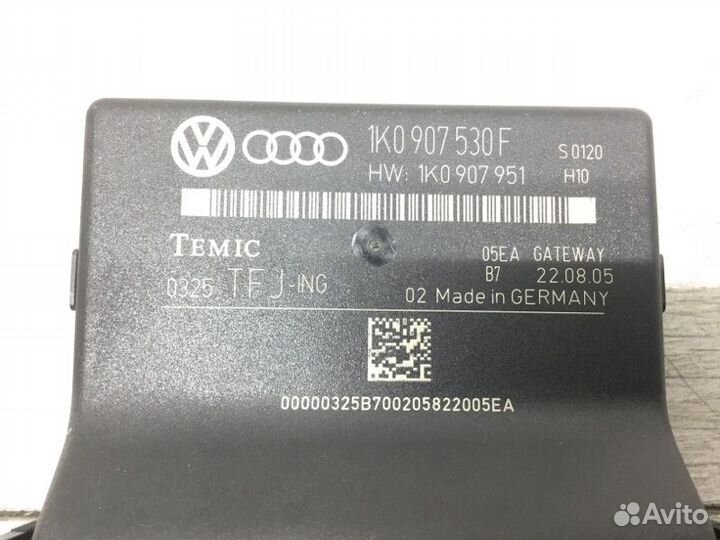 1K0 907 530 F
S 0120
HW: 1K0 907 951
H10
TEMIC
05EA GATEWAY
0325 TF J-ING
B7 22.08.05
02 Made in GERMANY
00000325B700205822005EA
Avito